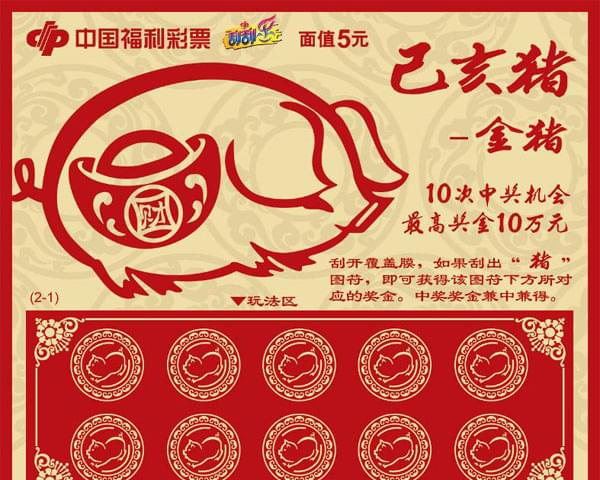 中国福利彩票 刮刮乐 面值5元
己亥猪
-金猪
10次中奖机会
最高奖金10万元
刮开覆盖膜，如果刮出“猪”
图符，即可获得该图符下方所对
应的奖金。中奖奖金兼中兼得。
(2-1)
▼玩法区
财